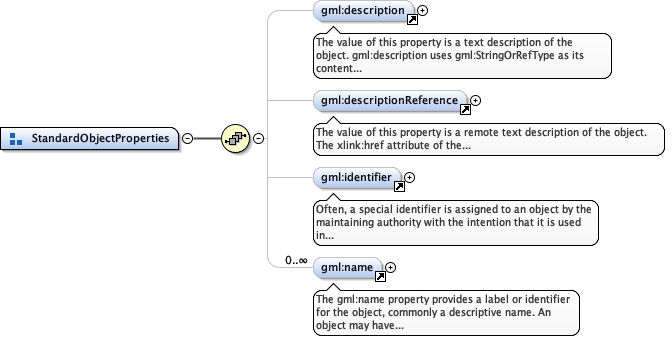 gml:description
The value of this property is a text description of the
object. gml:description uses gml:StringOrRefType as its
content...
gml:descriptionReference
The value of this property is a remote text description of the object.
The xlink:href attribute of the...
StandardObjectProperties
gml:identifier
Often, a special identifier is assigned to an object by the
maintaining authority with the intention that it is used
in...
0..∞
gml:name
The gml:name property provides a label or identifier
for the object, commonly a descriptive name. An
object may have...